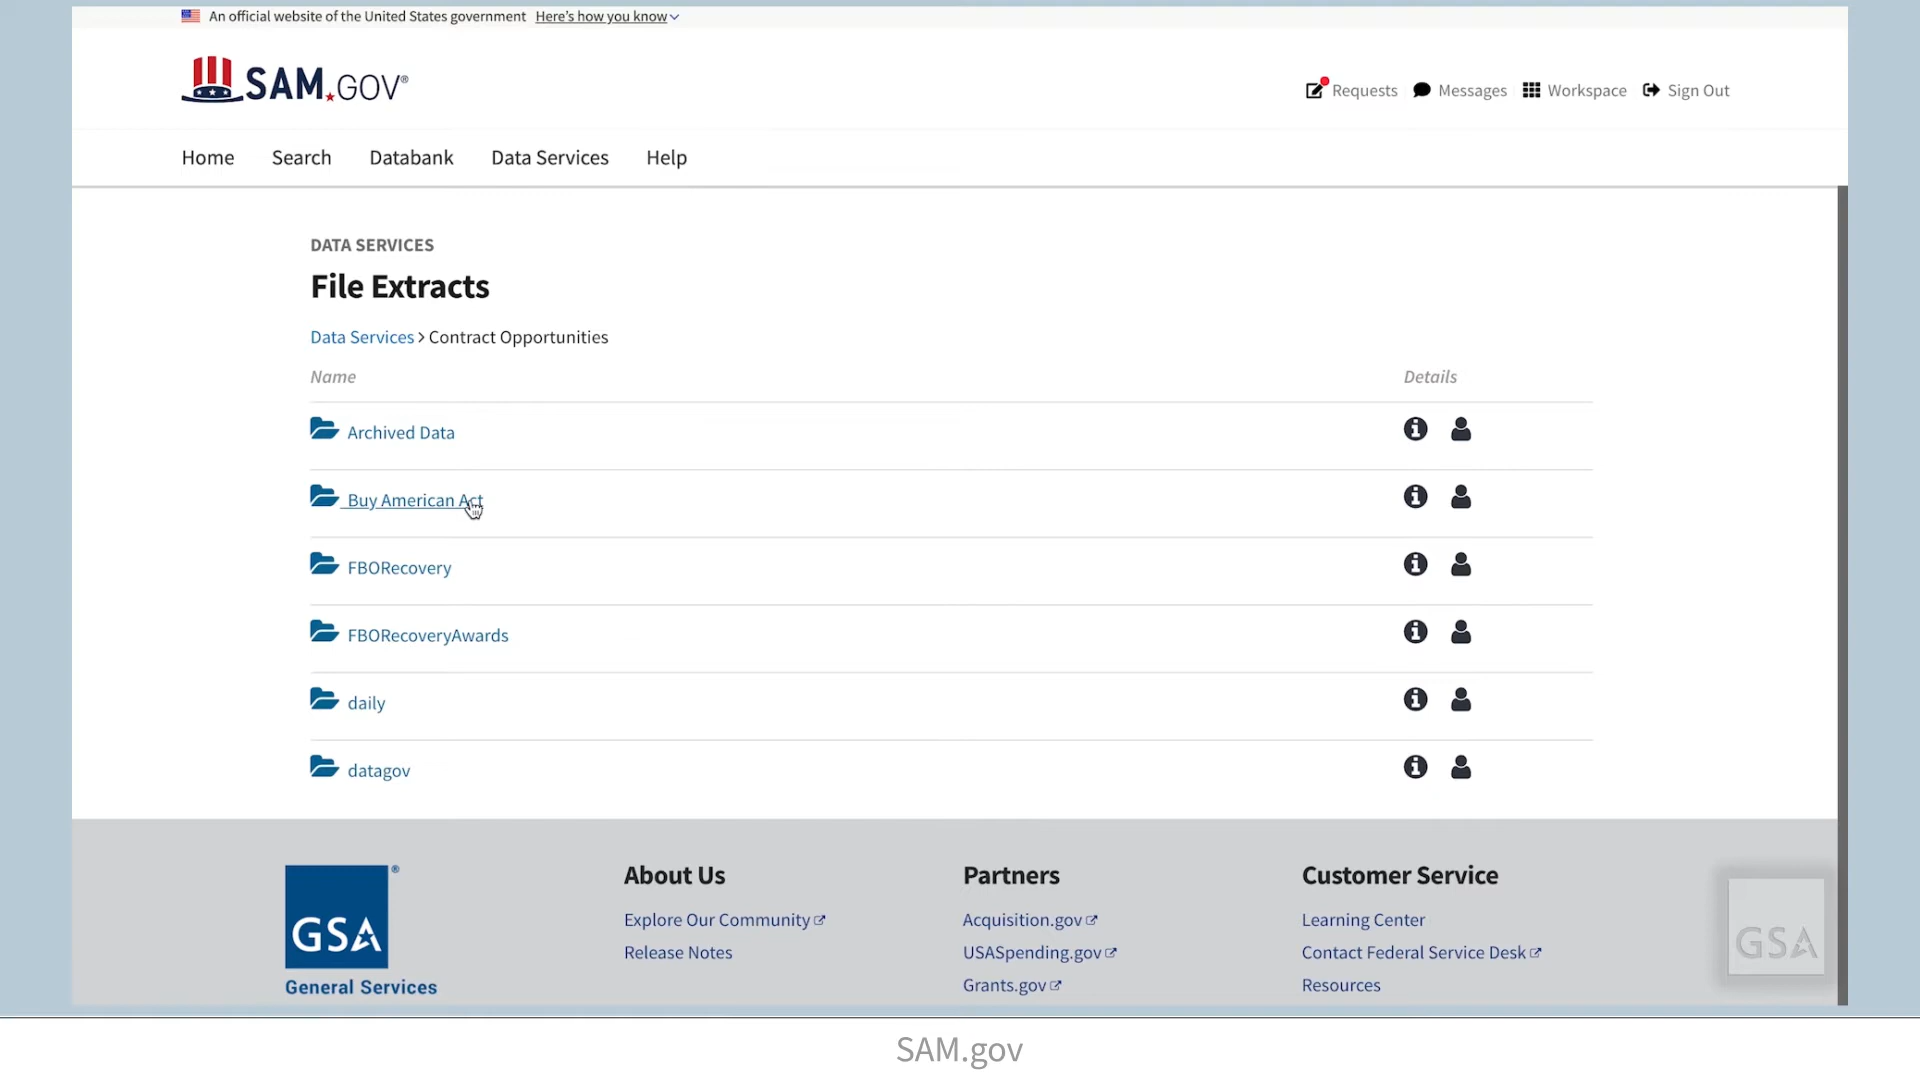 An official website of the United States government Here's how you know
SAM.GOV®
Requests Messages Workspace Sign Out
Home Search Databank Data Services Help
DATA SERVICES
File Extracts
Data Services > Contract Opportunities
Name Details
Archived Data
Buy American Act
FBORecovery
FBORecoveryAwards
daily
datagov
GSA®
General Services
About Us
Explore Our Community
Release Notes
Partners
Acquisition.gov
USASpending.gov
Grants.gov
Customer Service
Learning Center
Contact Federal Service Desk
Resources
GSA
SAM.gov